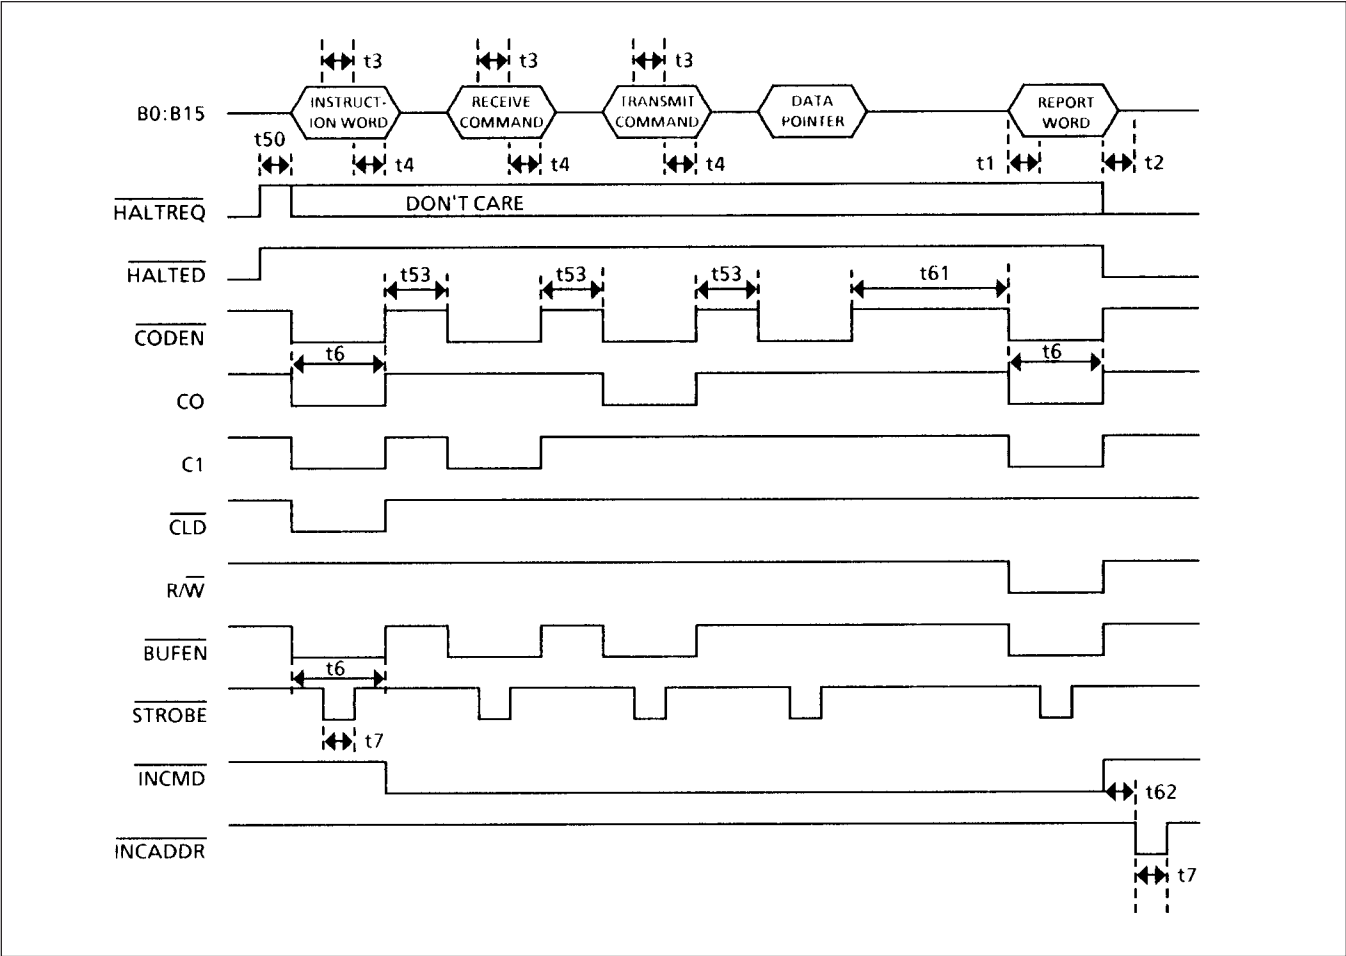 t3 t3 t3
B0:B15
INSTRUCT-
ION WORD
RECEIVE
COMMAND
TRANSMIT
COMMAND
DATA
POINTER
REPORT
WORD
t50 t4 t4 t4 t1 t2
HALTREQ
DON'T CARE
HALTED
t53 t53 t53 t61
CODEN
t6 t6
CO
C1
CLD
R/W
BUFEN
t6
STROBE
t7
INCMD
t62
INCADDR
t7